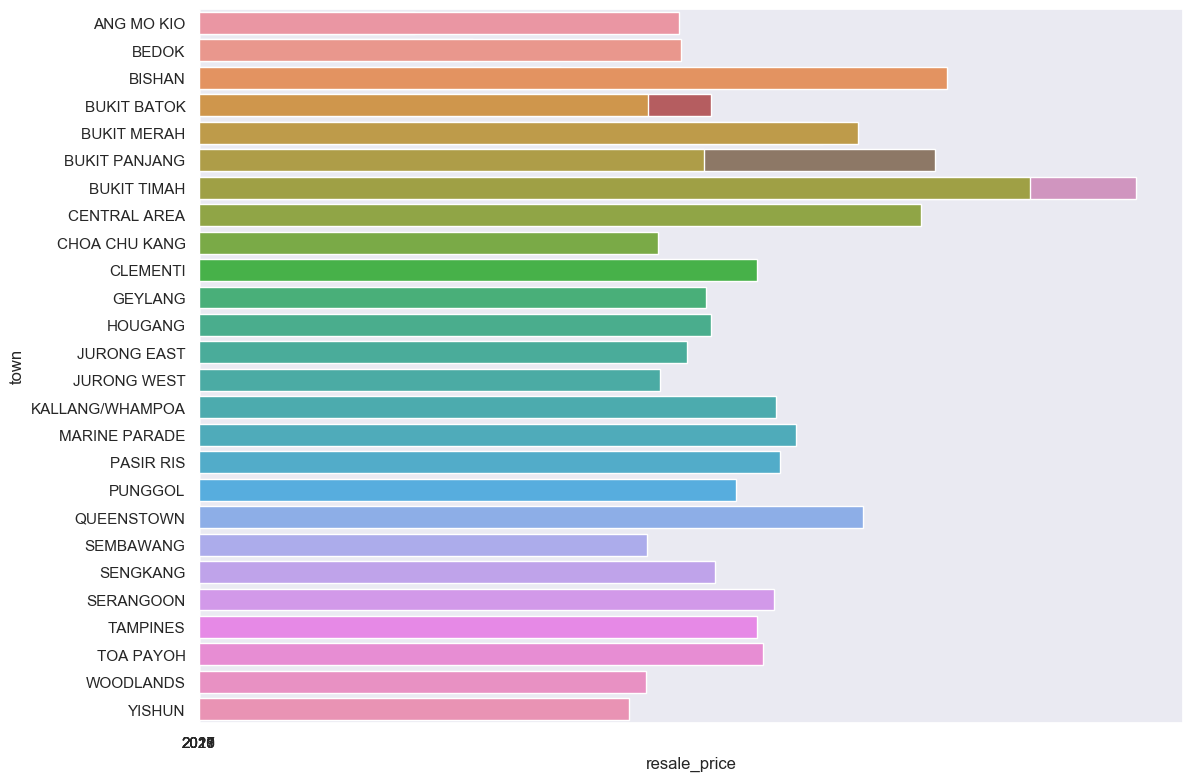 ANG MO KIO
BEDOK
BISHAN
BUKIT BATOK
BUKIT MERAH
BUKIT PANJANG
BUKIT TIMAH
CENTRAL AREA
CHOA CHU KANG
CLEMENTI
GEYLANG
HOUGANG
JURONG EAST
JURONG WEST
KALLANG/WHAMPOA
MARINE PARADE
PASIR RIS
PUNGGOL
QUEENSTOWN
SEMBAWANG
SENGKANG
SERANGOON
TAMPINES
TOA PAYOH
WOODLANDS
YISHUN
town
resale_price